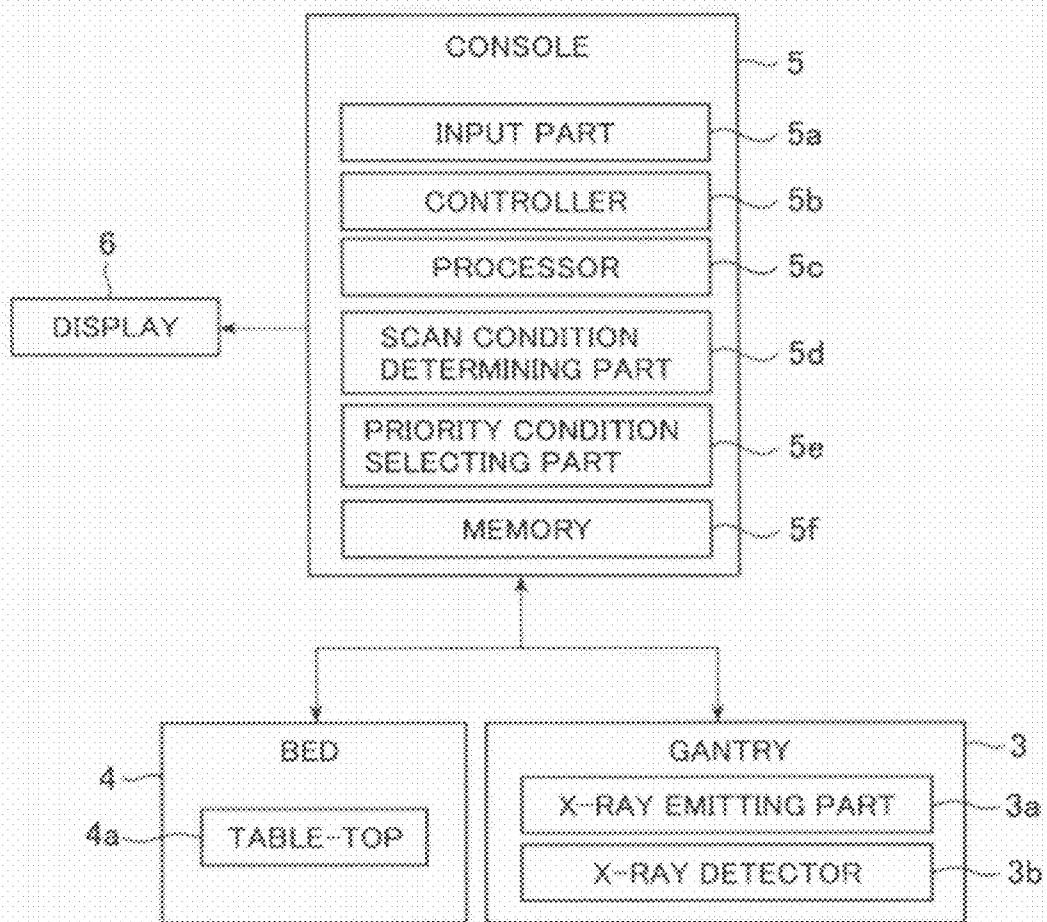 CONSOLE
5
INPUT PART
5a
CONTROLLER
5b
6
PROCESSOR
5c
DISPLAY
SCAN CONDITION
DETERMINING PART
5d
PRIORITY CONDITION
SELECTING PART
5e
MEMORY
5f
BED
4
4a
TABLE-TOP
GANTRY
3
X-RAY EMITTING PART
3a
X-RAY DETECTOR
3b